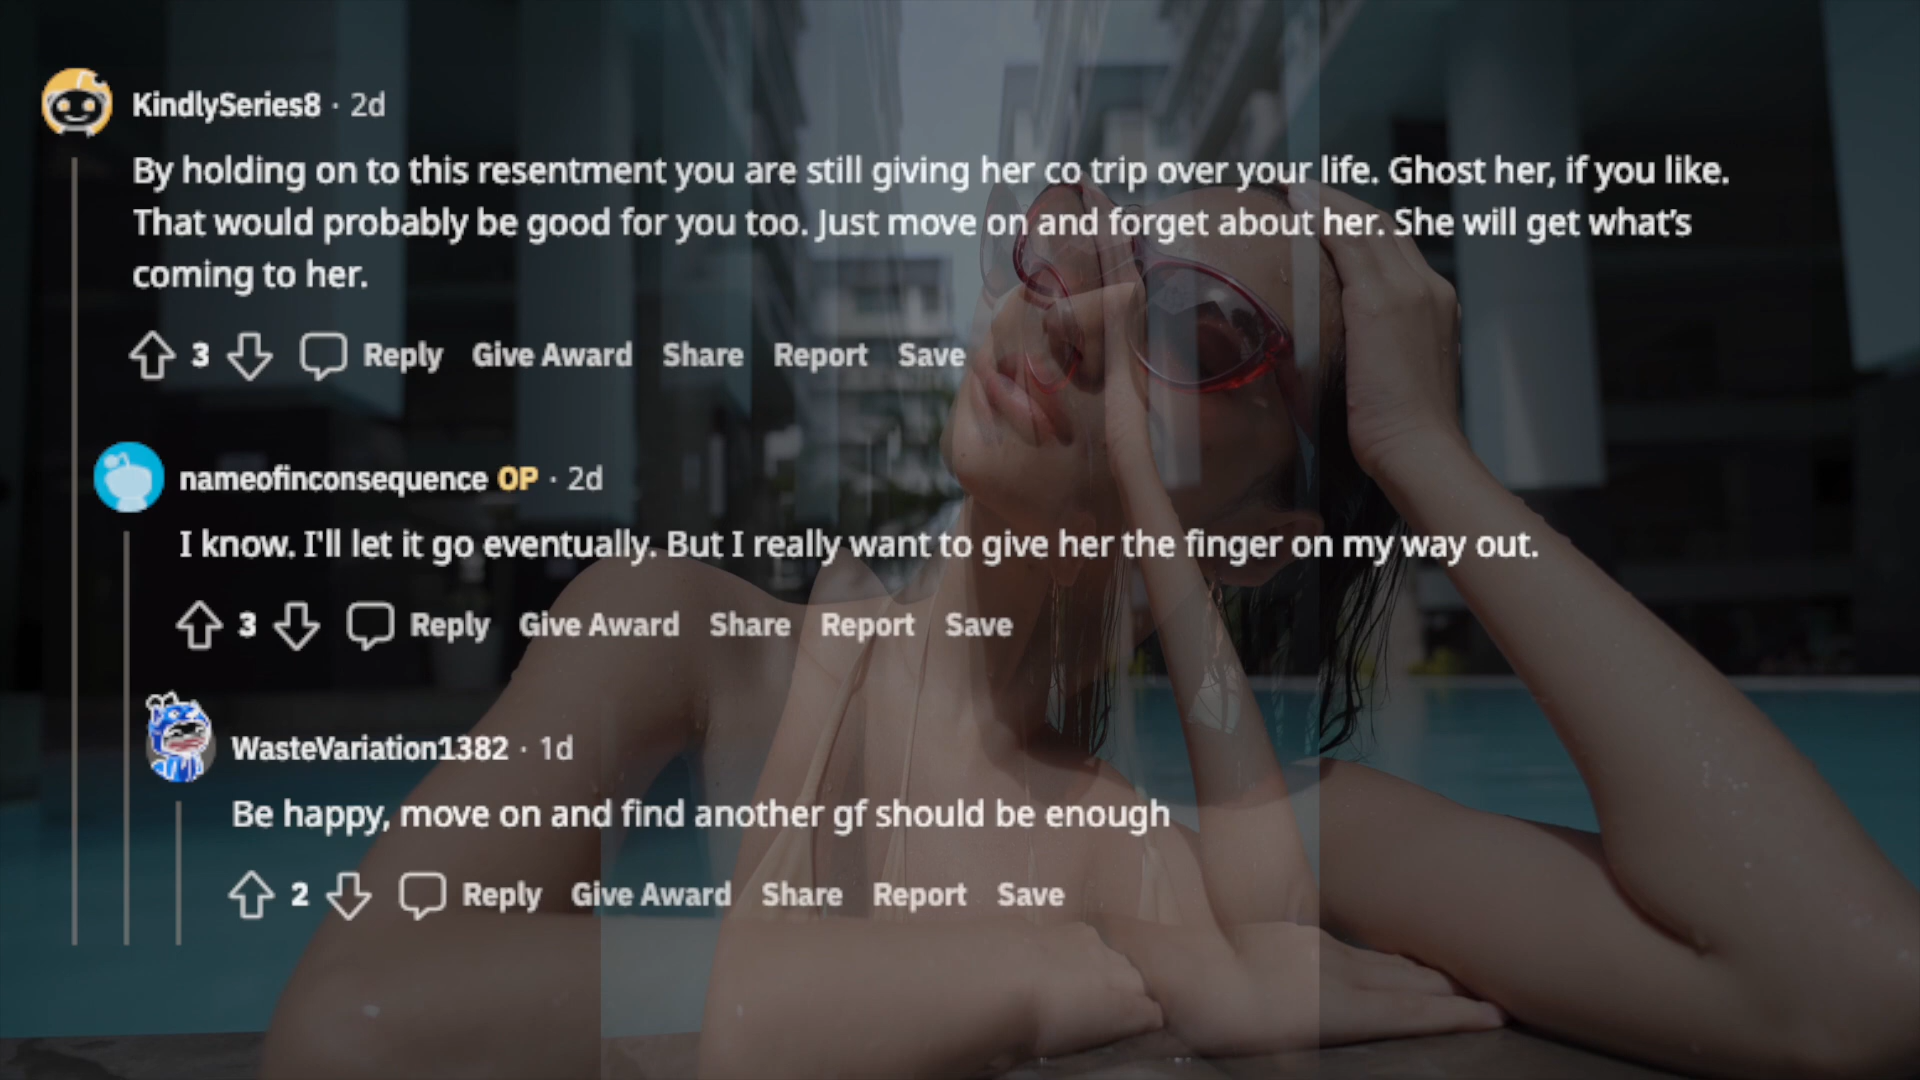 KindlySeries8 · 2d
By holding on to this resentment you are still giving her co trip over your life. Ghost her, if you like.
That would probably be good for you too. Just move on and forget about her. She will get what's
coming to her.
3 Reply Give Award Share Report Save
nameofinconsequence OP · 2d
I know. I'll let it go eventually. But I really want to give her the finger on my way out.
3 Reply Give Award Share Report Save
WasteVariation1382 · 1d
Be happy, move on and find another gf should be enough
2 Reply Give Award Share Report Save